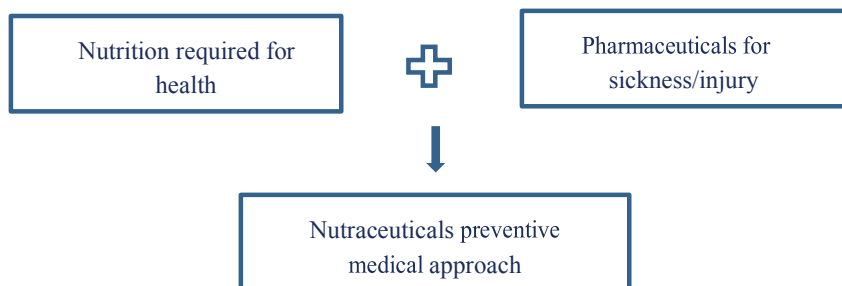 Nutrition required for
health
Pharmaceuticals for
sickness/injury
Nutraceuticals preventive
medical approach